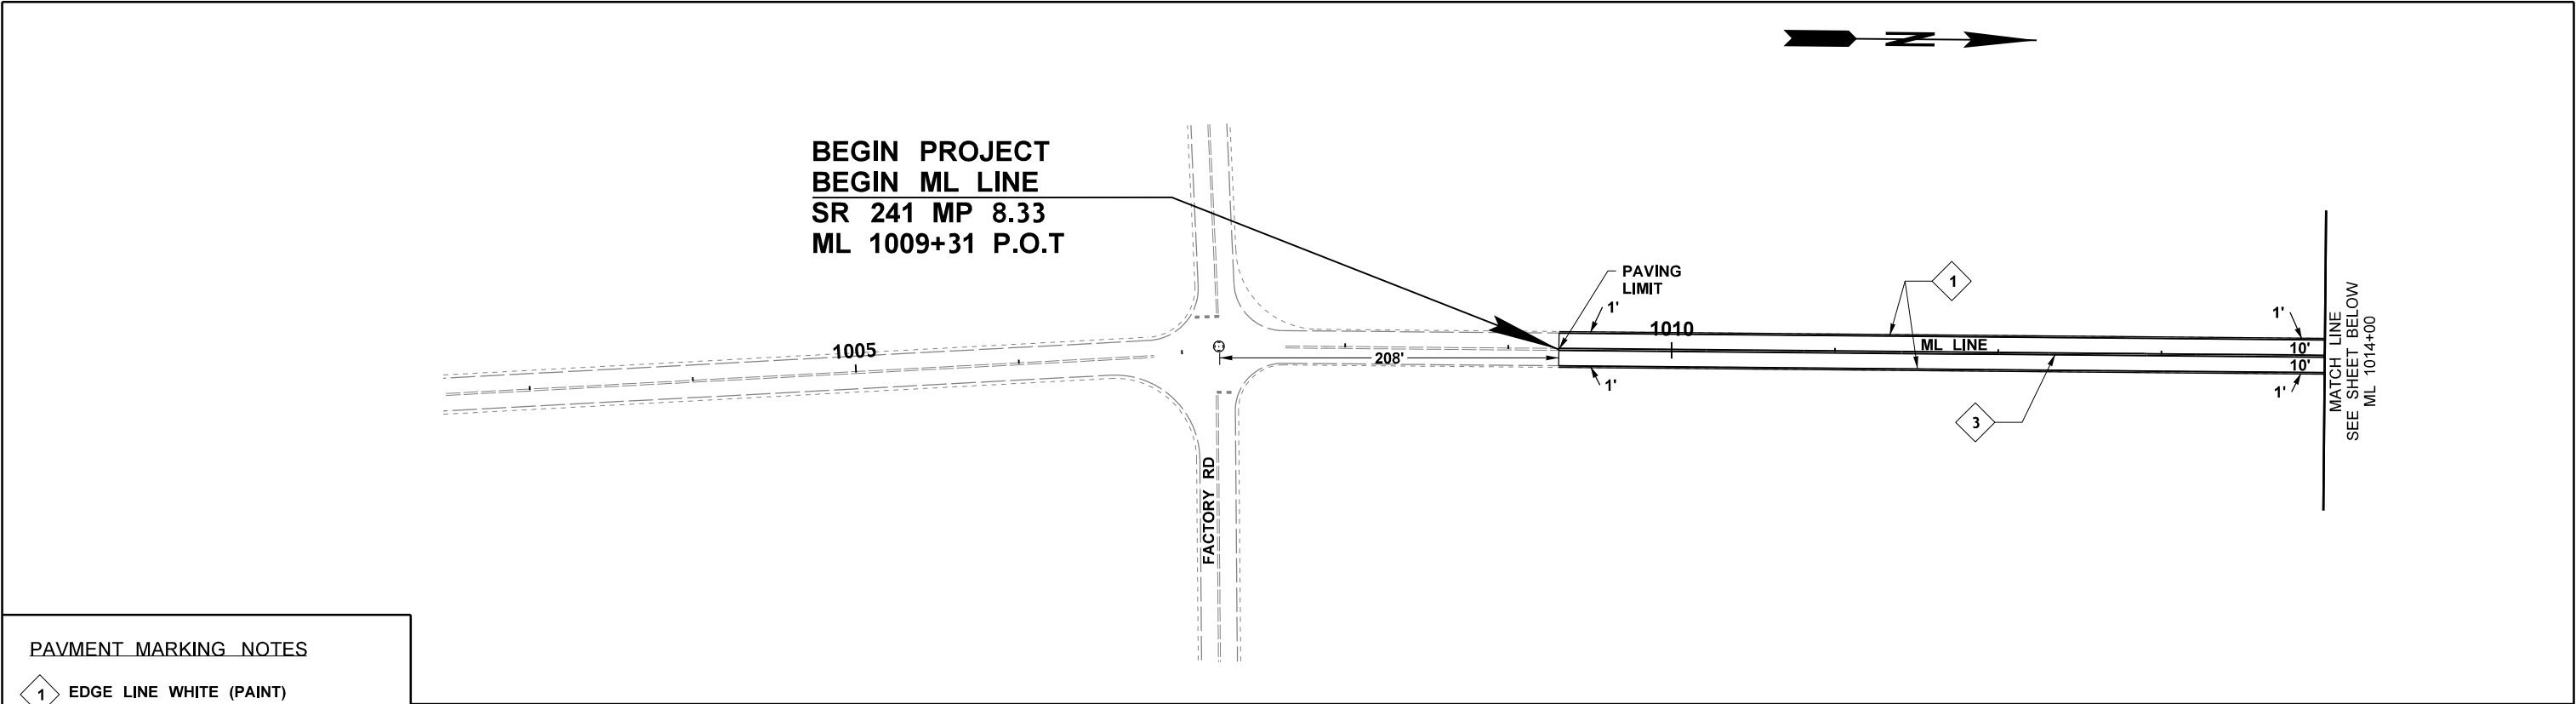 N
BEGIN PROJECT
BEGIN ML LINE
SR 241 MP 8.33
ML 1009+31 P.O.T
PAVING
LIMIT
1
1'
1010
1'
1005
ML LINE
10'
208'
10'
1'
1'
3
MATCH LINE
SEE SHEET BELOW
ML 1014+00
FACTORY RD
PAVMENT MARKING NOTES
1 EDGE LINE WHITE (PAINT)